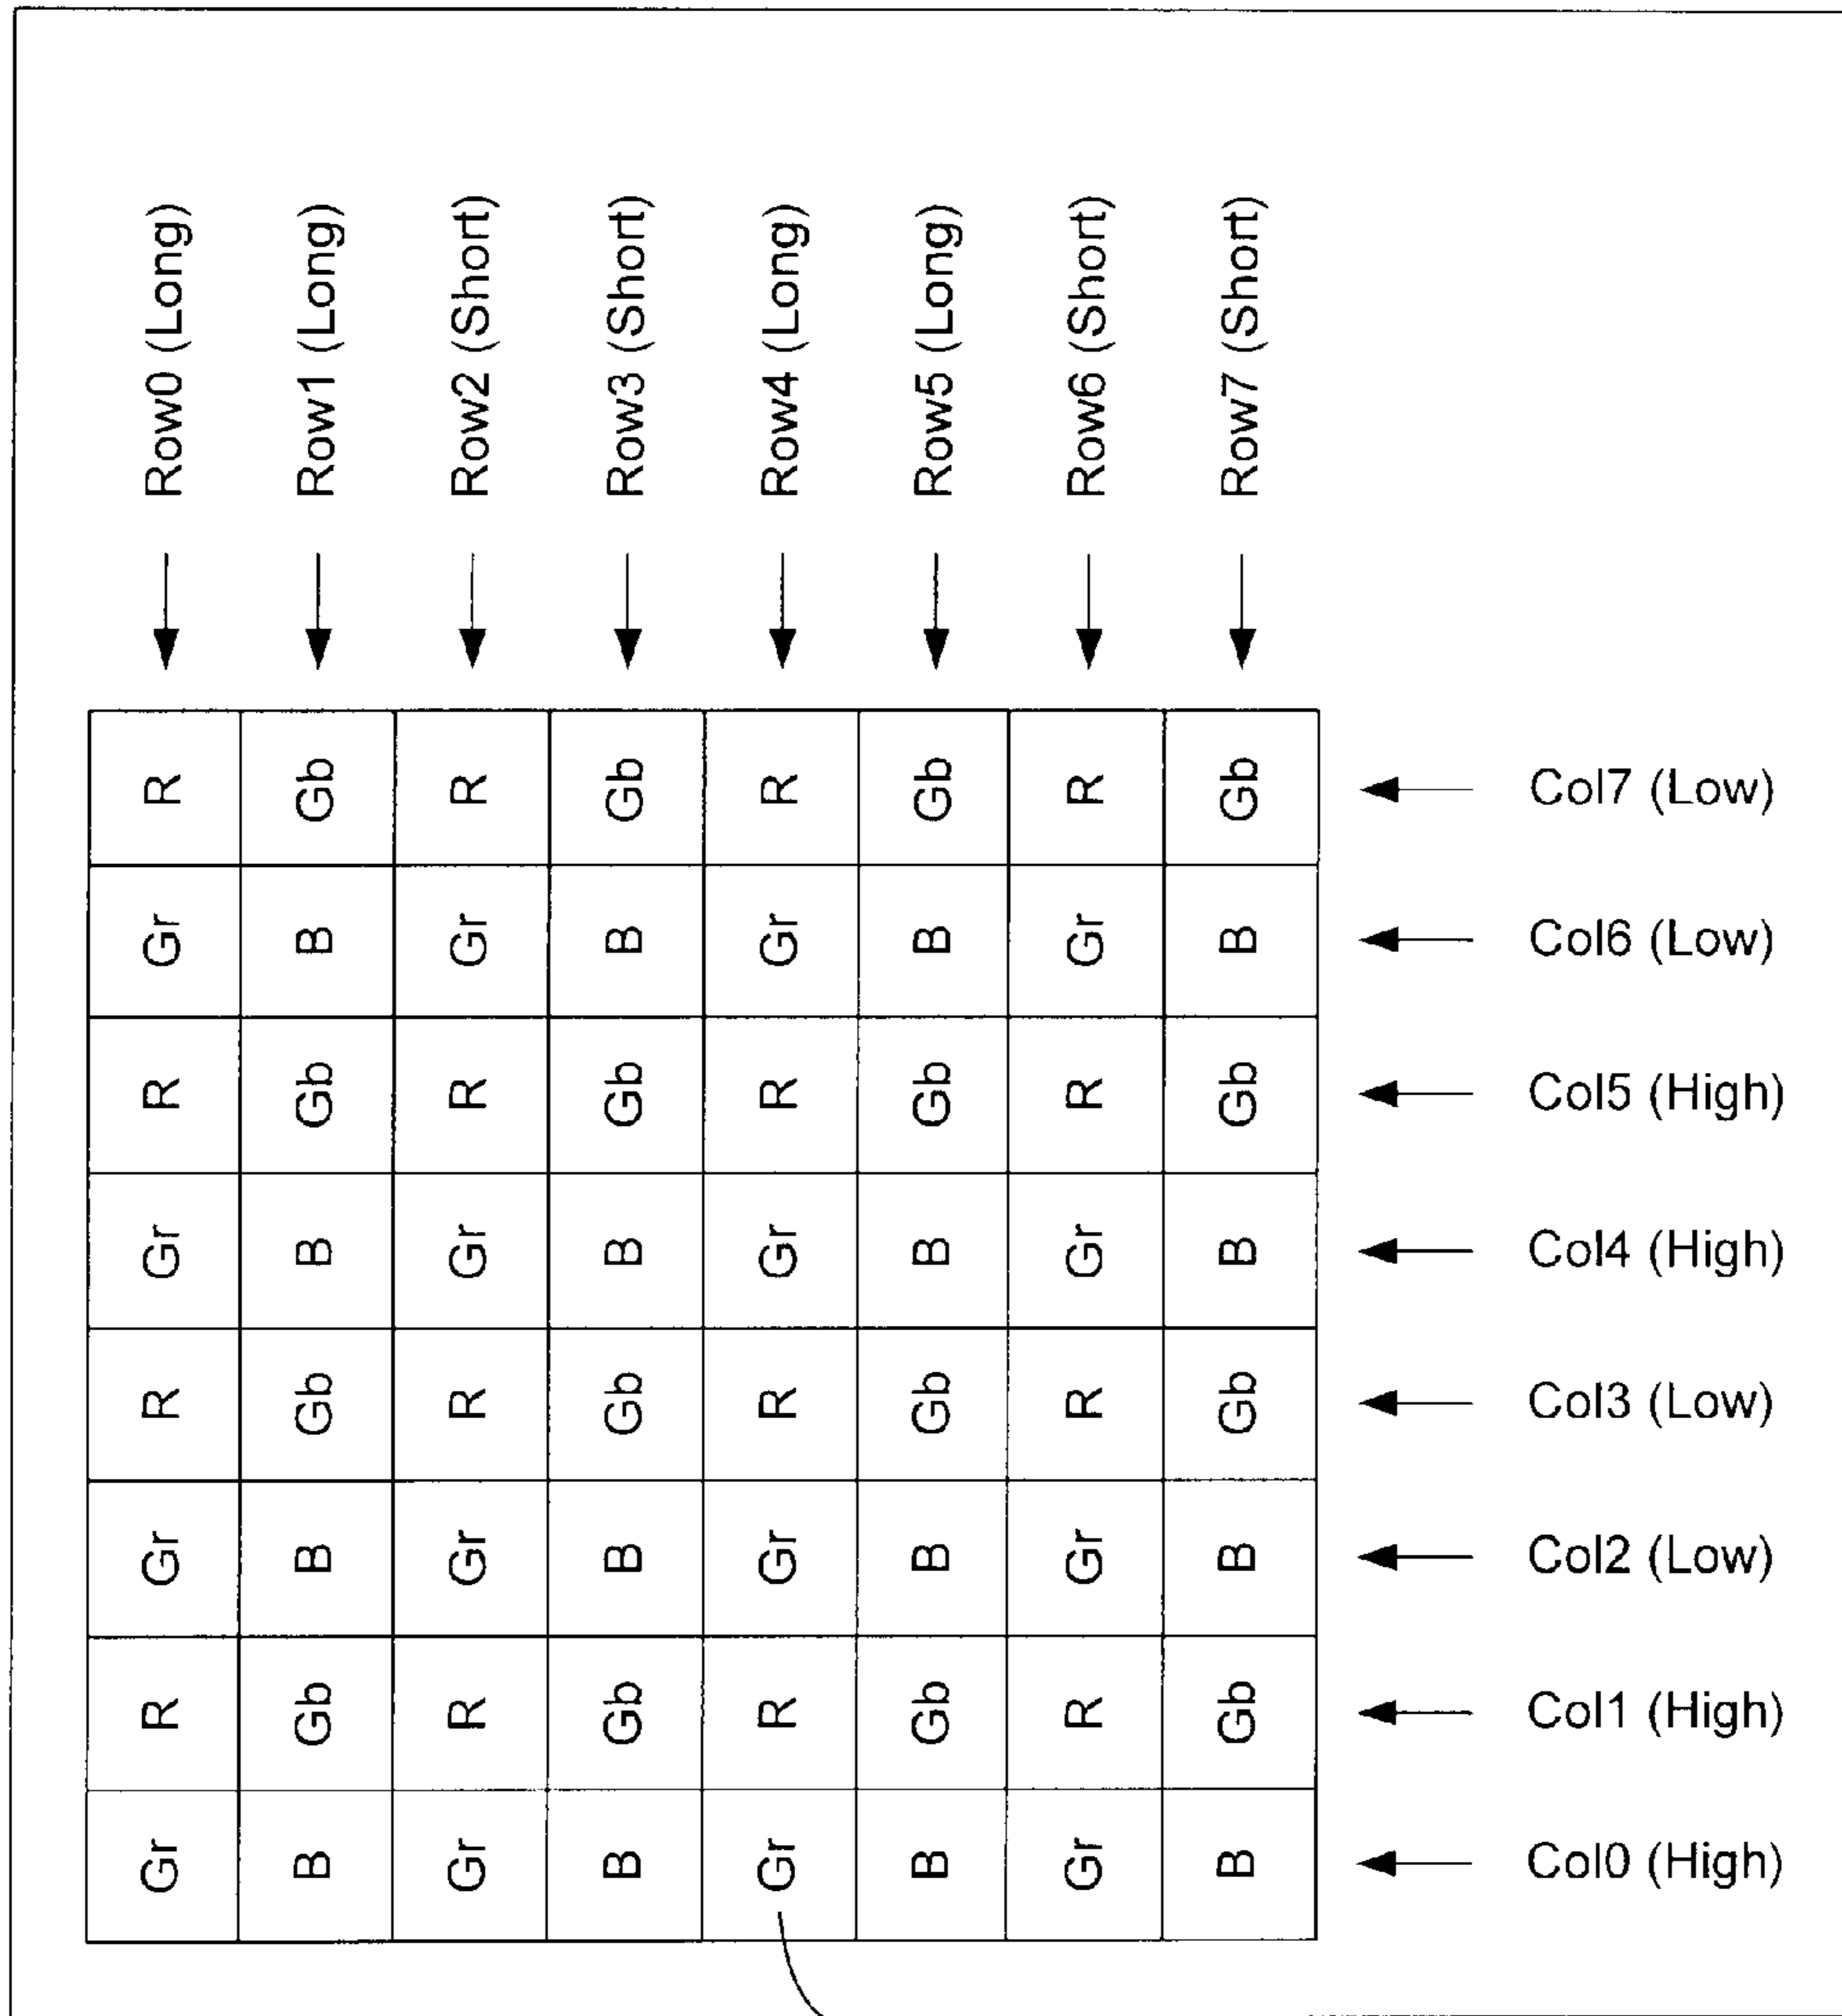 Row0 (Long)
Row1 (Long)
Row2 (Short)
Row3 (Short)
Row4 (Long)
Row5 (Long)
Row6 (Short)
Row7 (Short)
R Gb R Gb R Gb R Gb Col7 (Low)
Gr B Gr B Gr B Gr B Col6 (Low)
R Gb R Gb R Gb R Gb Col5 (High)
Gr B Gr B Gr B Gr B Col4 (High)
R Gb R Gb R Gb R Gb Col3 (Low)
Gr B Gr B Gr B Gr B Col2 (Low)
R Gb R Gb R Gb R Gb Col1 (High)
Gr B Gr B Gr B Gr B Col0 (High)